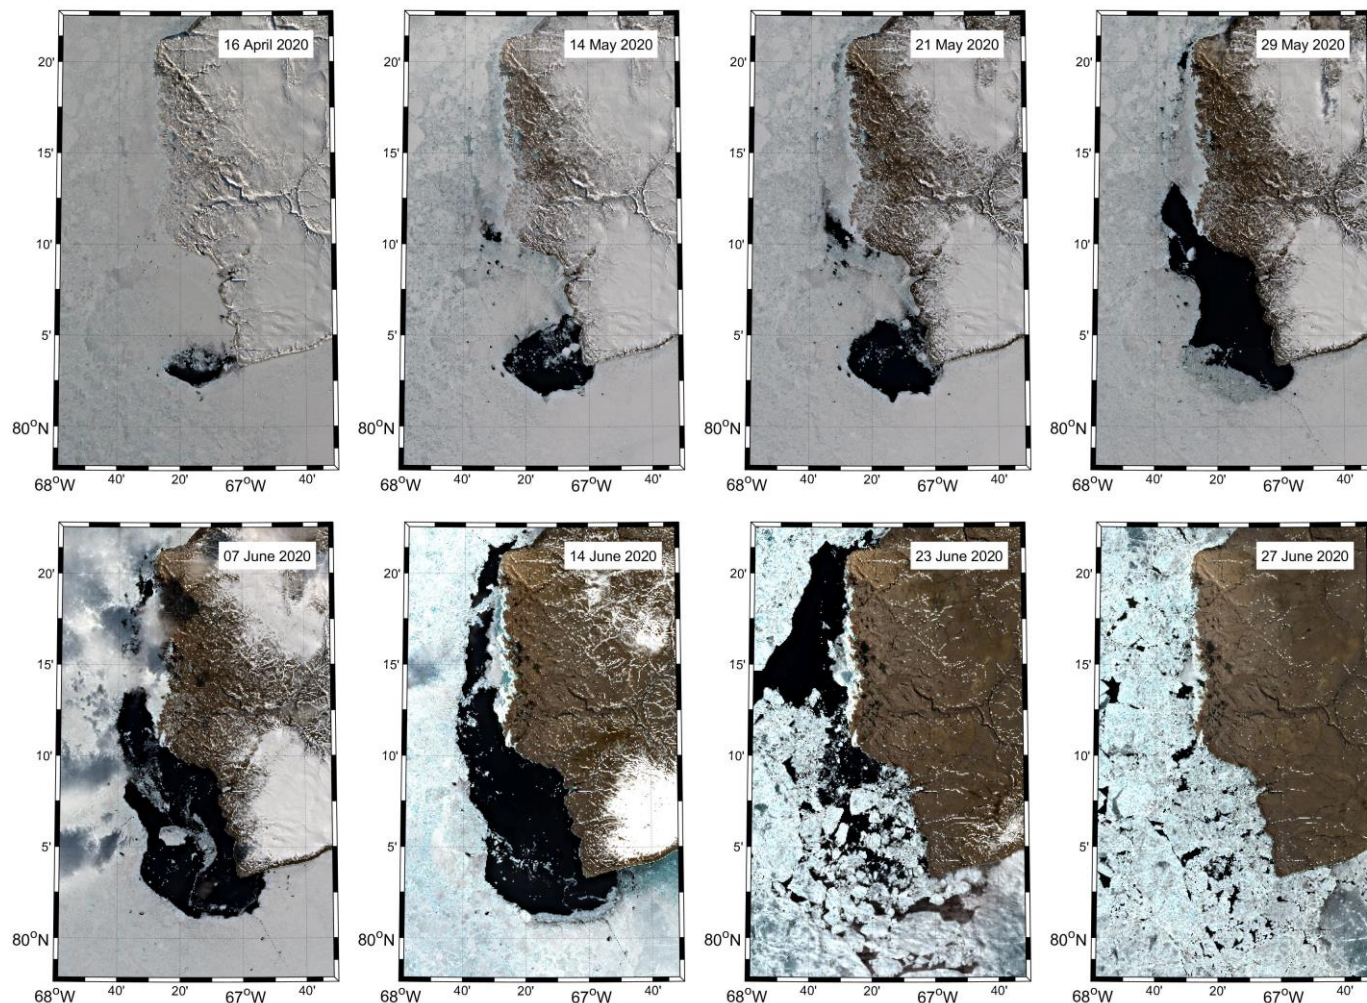 16 April 2020
14 May 2020
21 May 2020
29 May 2020
20' 20' 20' 20'
15' 15' 15' 15'
10' 10' 10' 10'
5' 5' 5' 5'
80°N 80°N 80°N 80°N
68°W 40' 20' 67°W 40' 68°W 40' 20' 67°W 40' 68°W 40' 20' 67°W 40' 68°W 40' 20' 67°W 40'
07 June 2020
14 June 2020
23 June 2020
27 June 2020
20' 20' 20' 20'
15' 15' 15' 15'
10' 10' 10' 10'
5' 5' 5' 5'
80°N 80°N 80°N 80°N
68°W 40' 20' 67°W 40' 68°W 40' 20' 67°W 40' 68°W 40' 20' 67°W 40' 68°W 40' 20' 67°W 40'